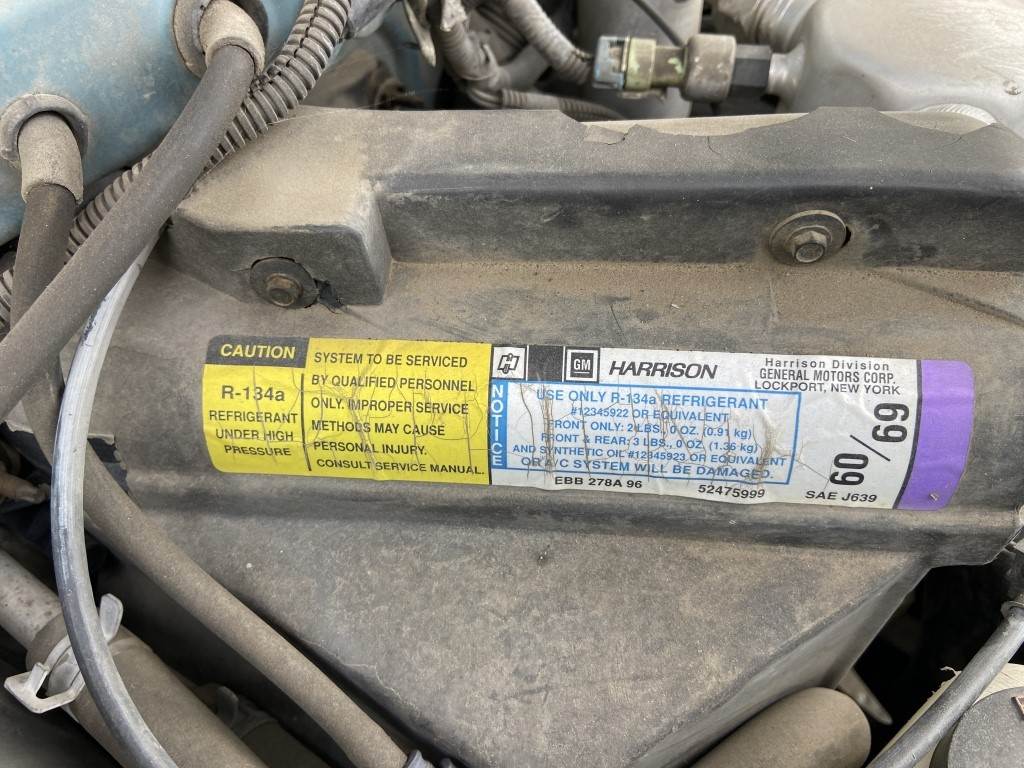 CAUTION
R-134a
REFRIGERANT
UNDER HIGH
PRESSURE
SYSTEM TO BE SERVICED
BY QUALIFIED PERSONNEL
ONLY. IMPROPER SERVICE
METHODS MAY CAUSE
PERSONAL INJURY.
CONSULT SERVICE MANUAL.
GM
HARRISON
Harrison Division
GENERAL MOTORS CORP.
LOCKPORT, NEW YORK
NOTICE
USE ONLY R-134a REFRIGERANT
#12345922 OR EQUIVALENT
FRONT ONLY: 2 LBS., 0 OZ. (0.91 kg)
FRONT & REAR: 3 LBS., 0 OZ. (1.36 kg)
AND SYNTHETIC OIL #12345923 OR EQUIVALENT
OR A/C SYSTEM WILL BE DAMAGED.
EBB 278A 96
52475999
SAE J639
60/69